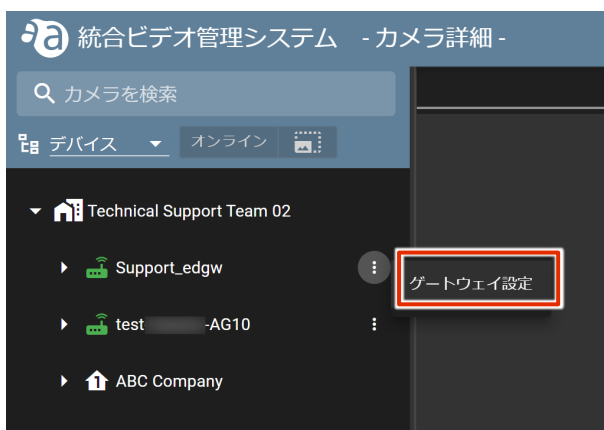 統合ビデオ管理システム - カメラ詳細 -
カメラを検索
デバイス オンライン
Technical Support Team 02
Support_edgw
ゲートウェイ設定
test -AG10
ABC Company